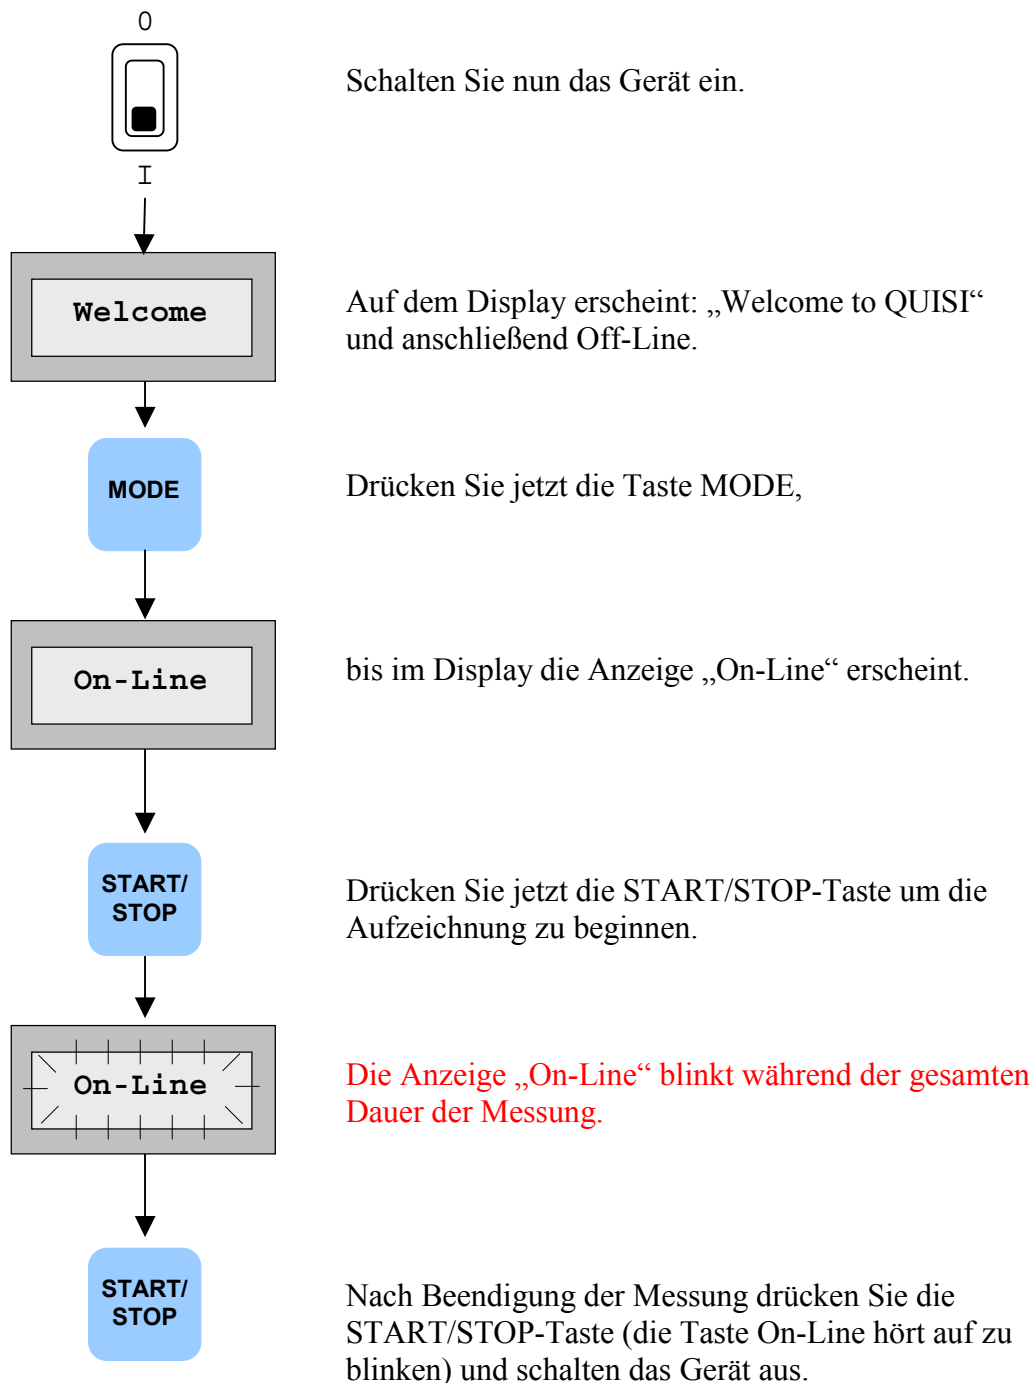 O
Schalten Sie nun das Gerät ein.
I
Welcome
Auf dem Display erscheint: „Welcome to QUISI“
und anschließend Off-Line.
MODE
Drücken Sie jetzt die Taste MODE,
On-Line
bis im Display die Anzeige „On-Line“ erscheint.
START/
STOP
Drücken Sie jetzt die START/STOP-Taste um die
Aufzeichnung zu beginnen.
On-Line
Die Anzeige „On-Line“ blinkt während der gesamten
Dauer der Messung.
START/
STOP
Nach Beendigung der Messung drücken Sie die
START/STOP-Taste (die Taste On-Line hört auf zu
blinken) und schalten das Gerät aus.